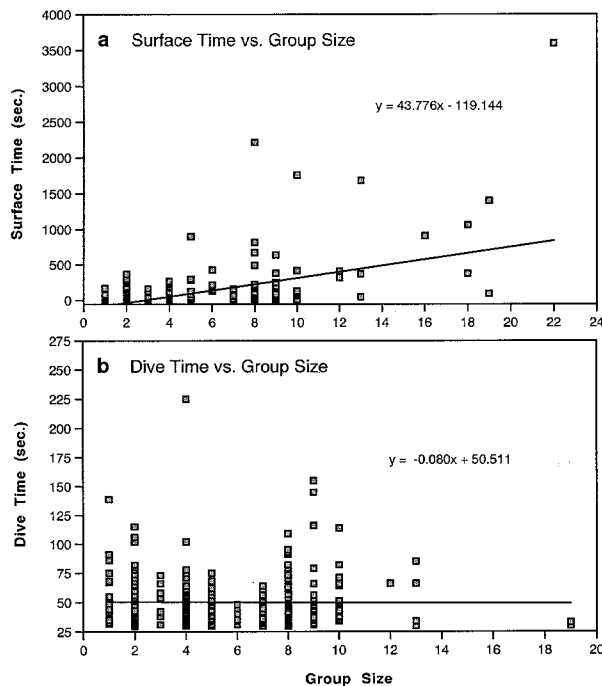 a Surface Time vs. Group Size
y = 43.776x - 119.144
Surface Time (sec.)
4000
3500
3000
2500
2000
1500
1000
500
0
0 2 4 6 8 10 12 14 16 18 20 22 24
b Dive Time vs. Group Size
y = -0.080x + 50.511
Dive Time (sec.)
275
250
225
200
175
150
125
100
75
50
25
0 2 4 6 8 10 12 14 16 18 20
Group Size